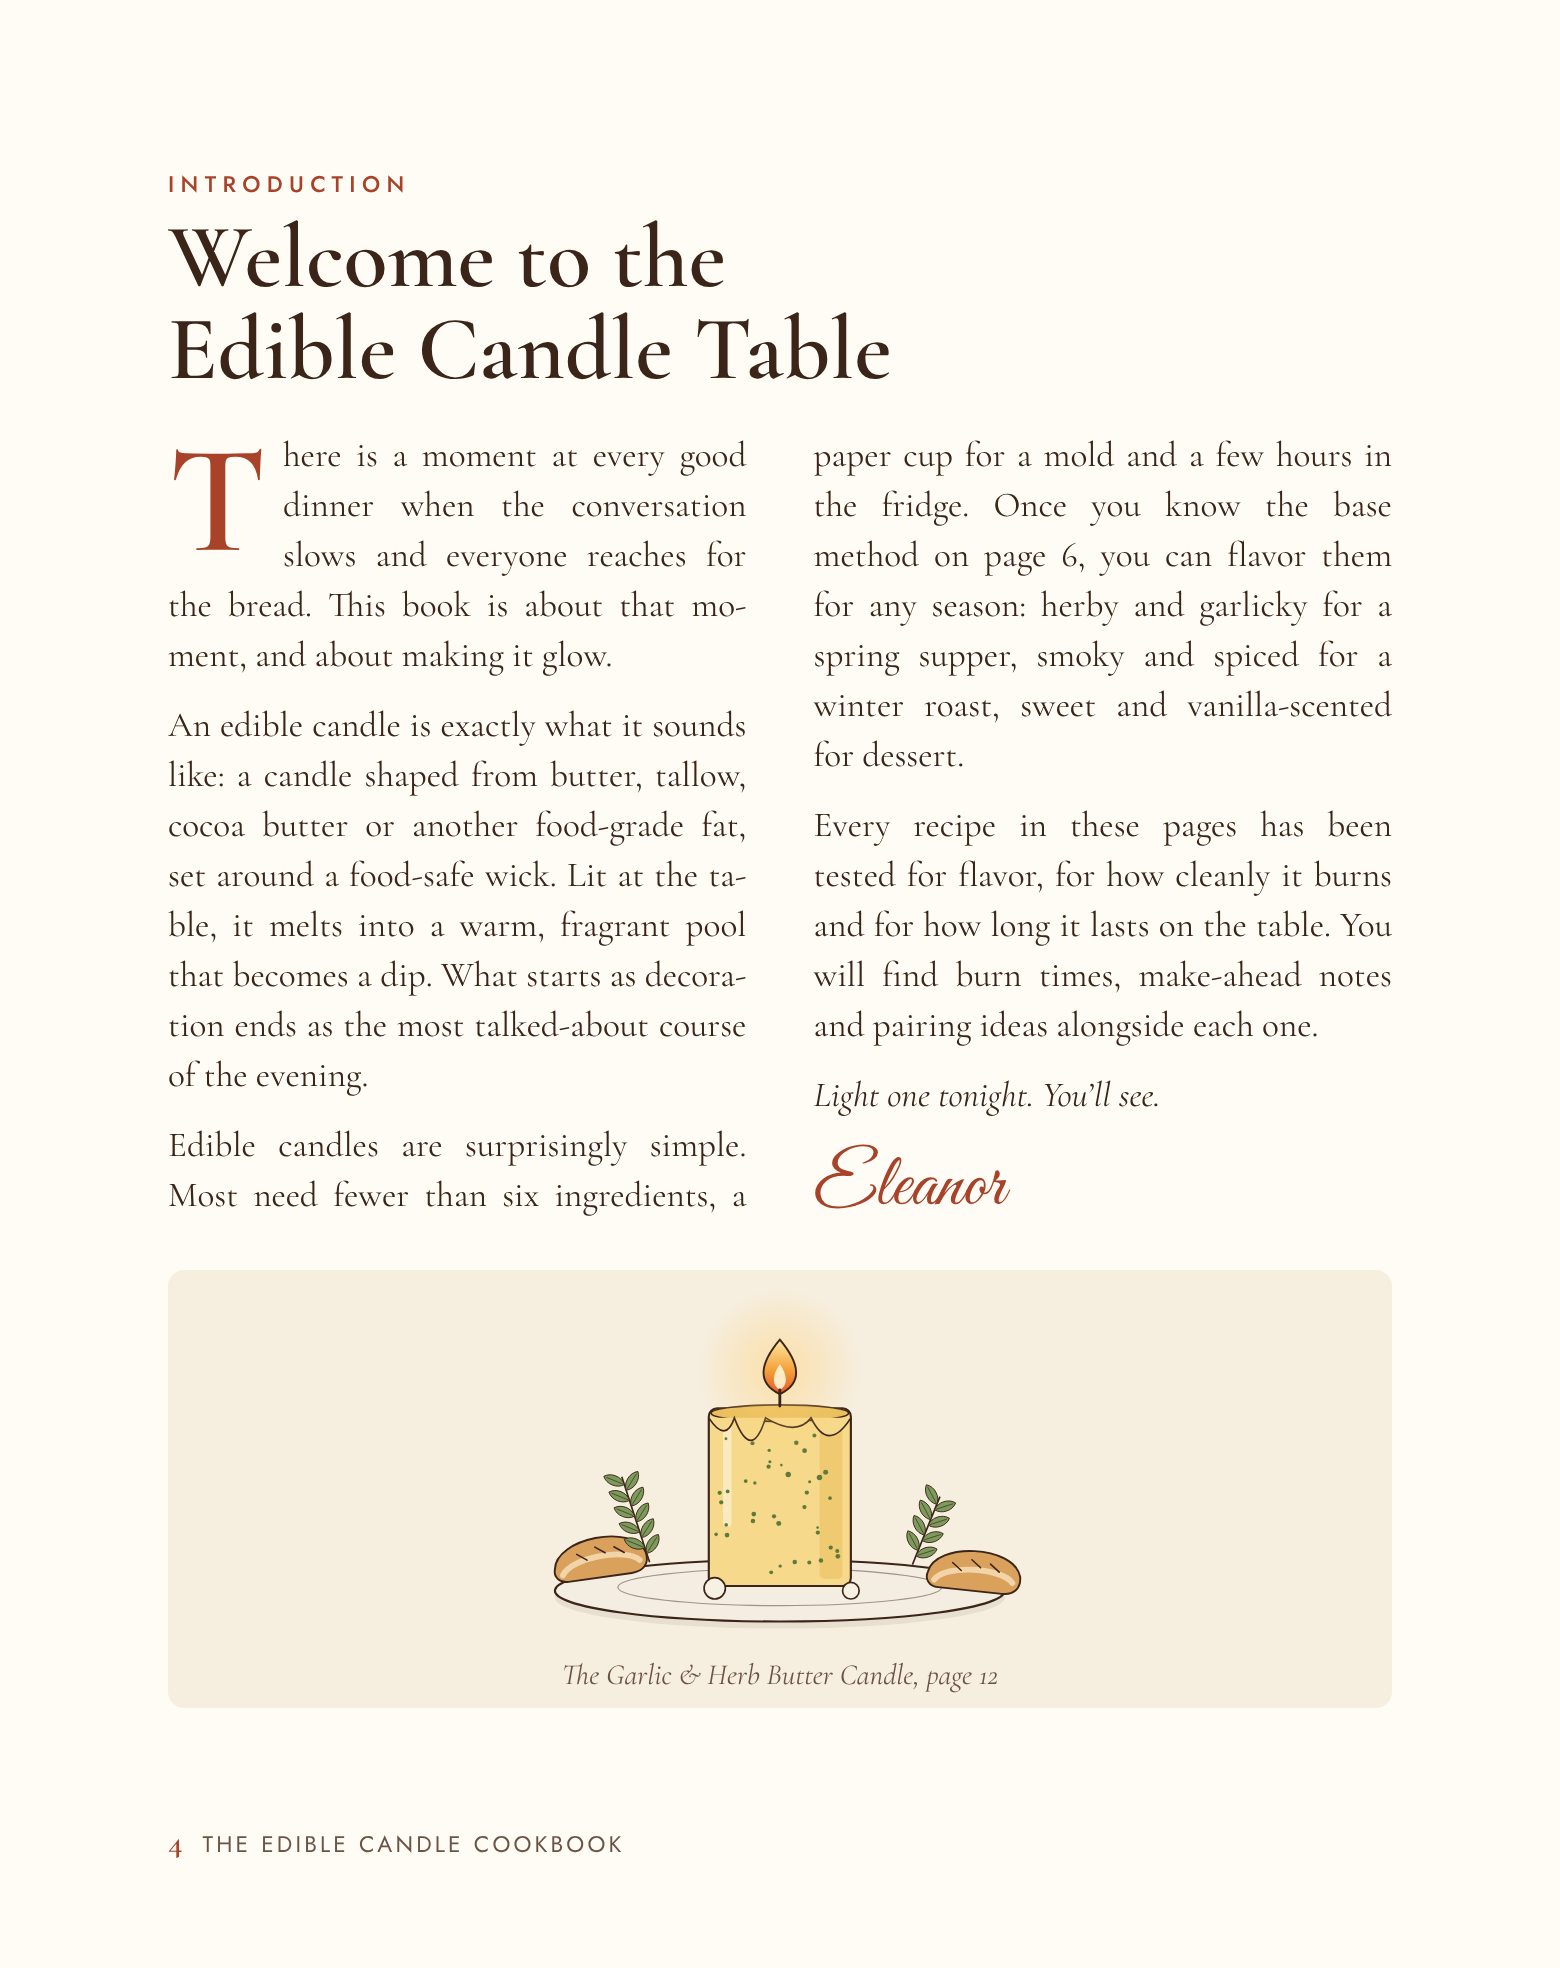 INTRODUCTION
Welcome to the
Edible Candle Table
There is a moment at every good
dinner when the conversation
slows and everyone reaches for
the bread. This book is about that mo-
ment, and about making it glow.
An edible candle is exactly what it sounds
like: a candle shaped from butter, tallow,
cocoa butter or another food-grade fat,
set around a food-safe wick. Lit at the ta-
ble, it melts into a warm, fragrant pool
that becomes a dip. What starts as decora-
tion ends as the most talked-about course
of the evening.
Edible candles are surprisingly simple.
Most need fewer than six ingredients, a
paper cup for a mold and a few hours in
the fridge. Once you know the base
method on page 6, you can flavor them
for any season: herby and garlicky for a
spring supper, smoky and spiced for a
winter roast, sweet and vanilla-scented
for dessert.
Every recipe in these pages has been
tested for flavor, for how cleanly it burns
and for how long it lasts on the table. You
will find burn times, make-ahead notes
and pairing ideas alongside each one.
Light one tonight. You’ll see.
Eleanor
The Garlic & Herb Butter Candle, page 12
4 THE EDIBLE CANDLE COOKBOOK